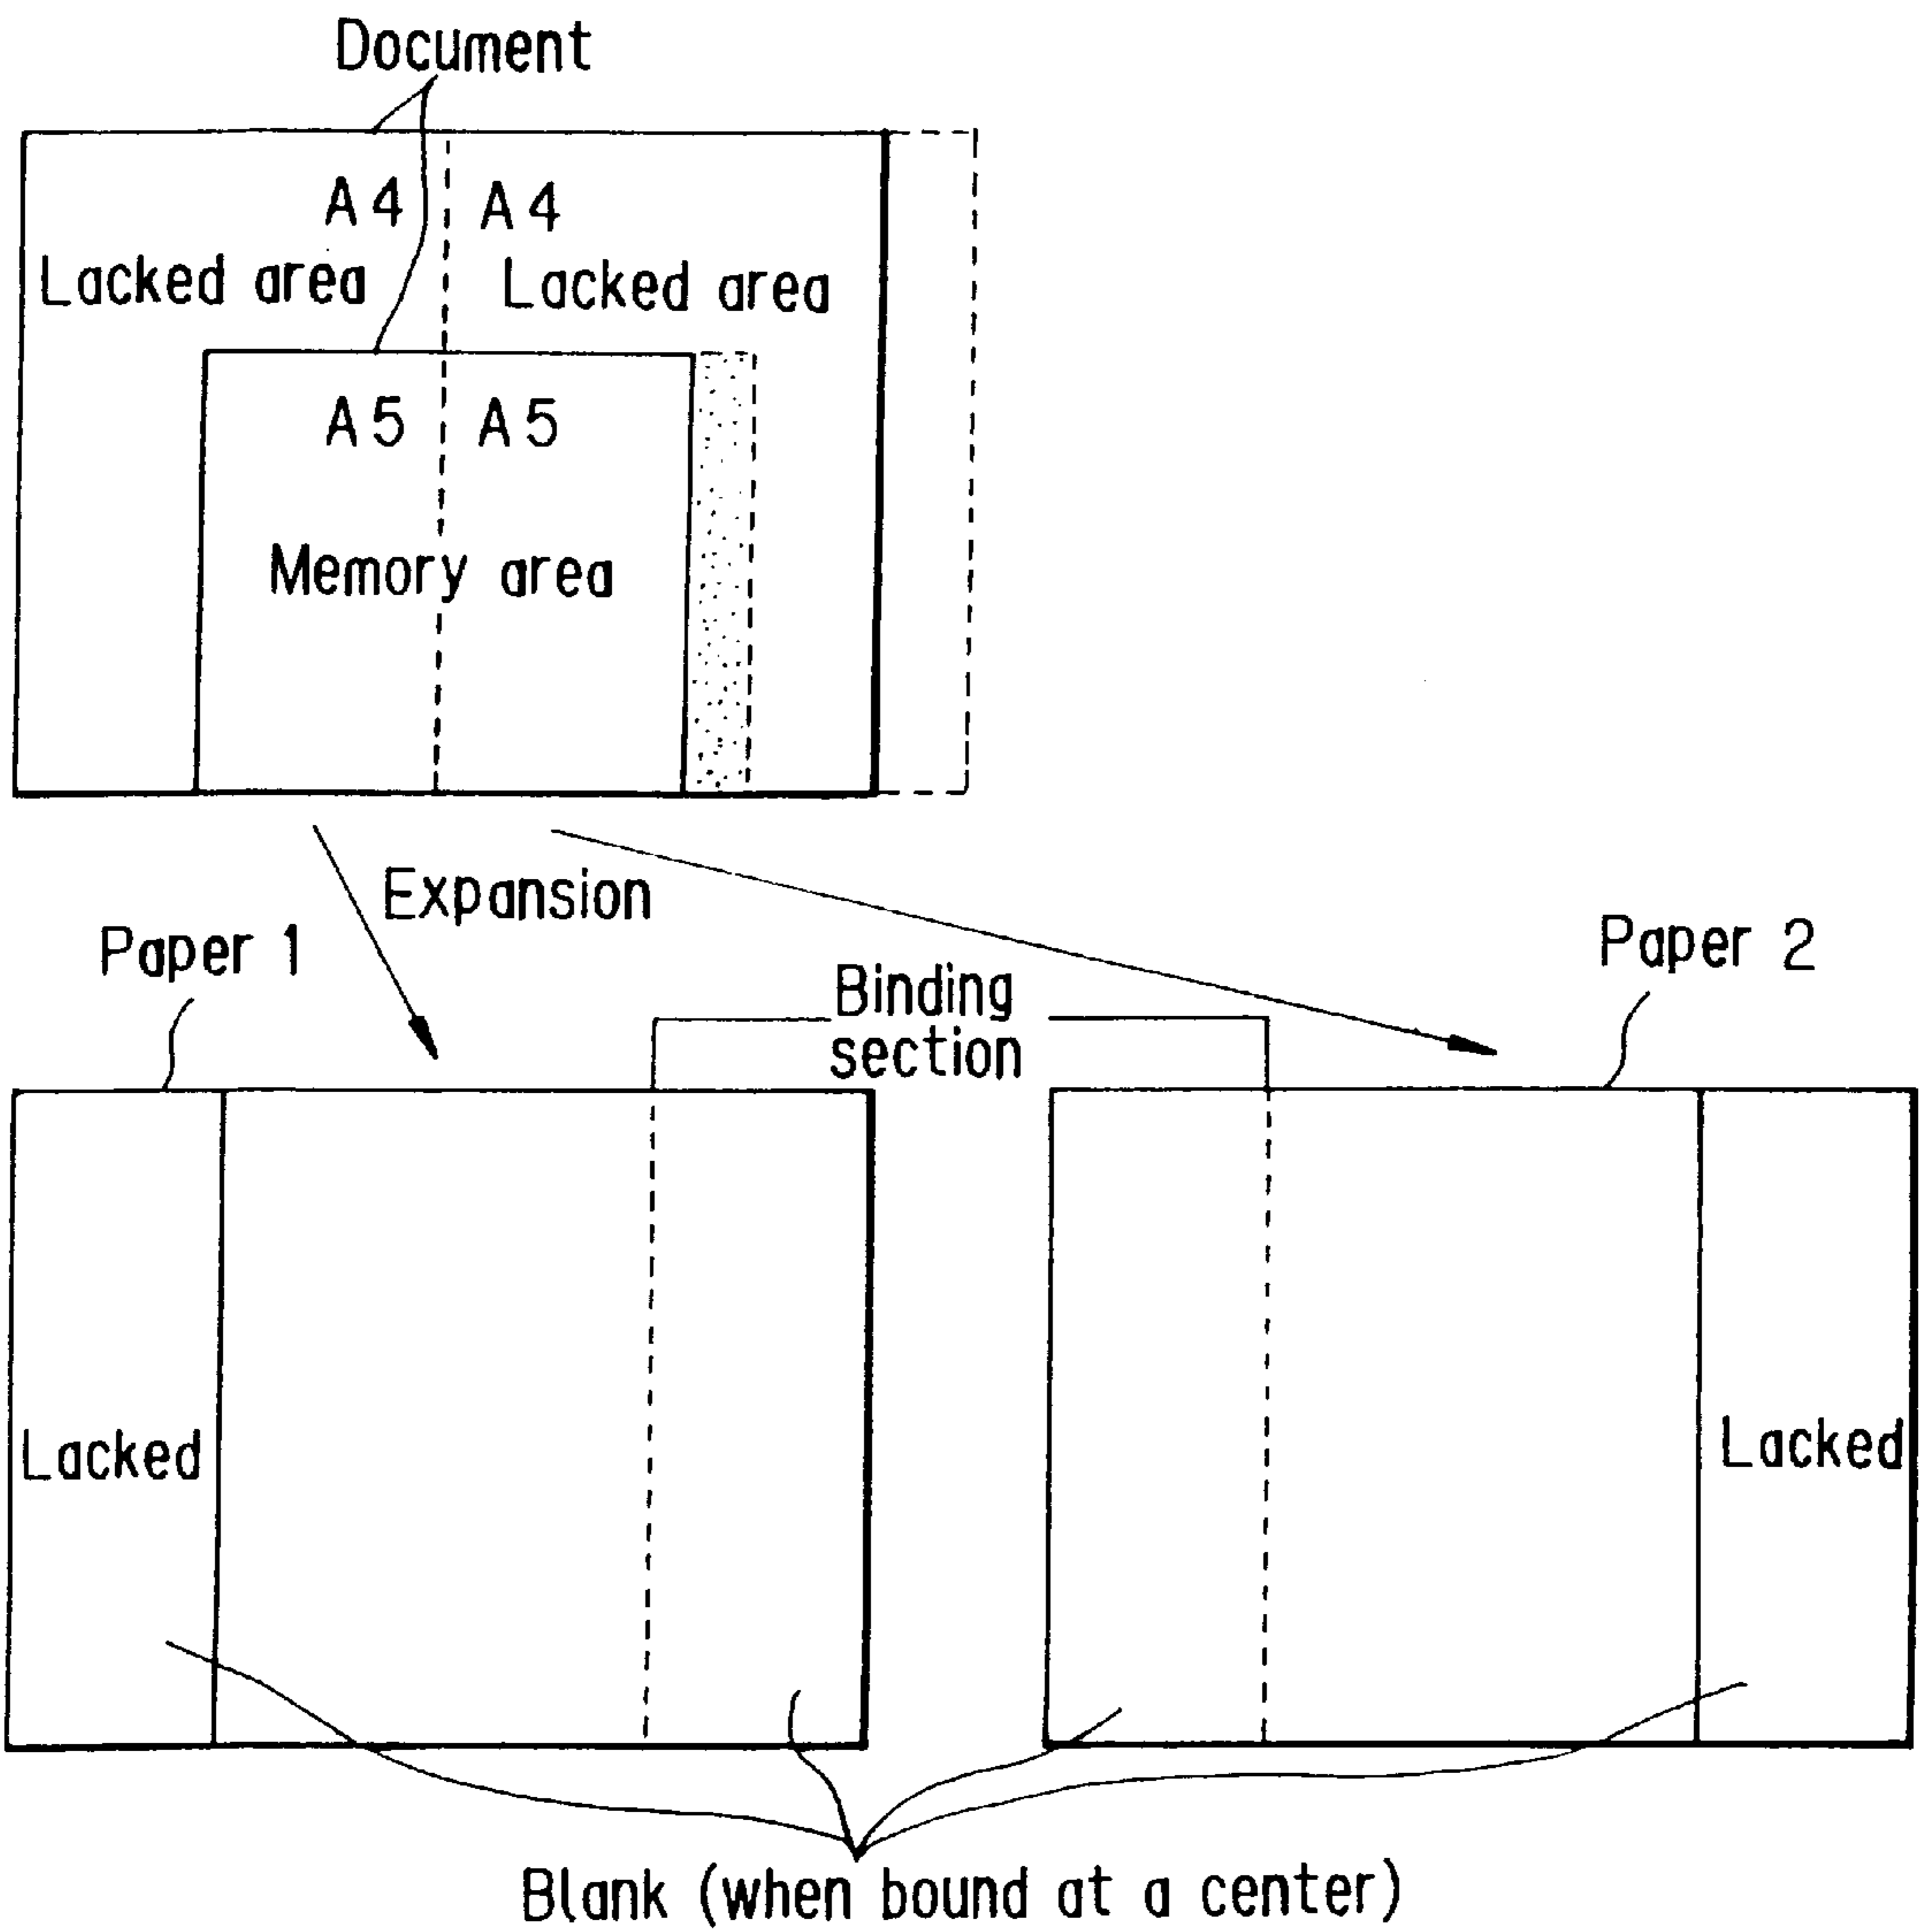 Document
A4 A4
Lacked area Lacked area
A5 A5
Memory area
Expansion
Paper 1
Paper 2
Binding
section
Lacked
Lacked
Blank (when bound at a center)